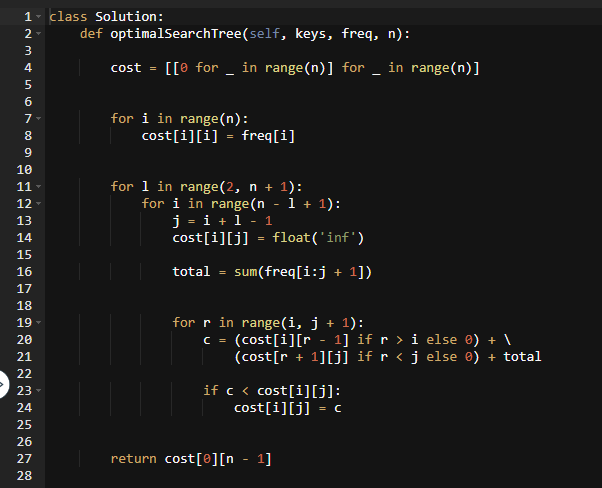 1 class Solution:
2     def optimalSearchTree(self, keys, freq, n):
3
4         cost = [[0 for _ in range(n)] for _ in range(n)]
5
6
7         for i in range(n):
8             cost[i][i] = freq[i]
9
10
11         for l in range(2, n + 1):
12             for i in range(n - l + 1):
13                 j = i + l - 1
14                 cost[i][j] = float('inf')
15
16                 total = sum(freq[i:j + 1])
17
18
19                 for r in range(i, j + 1):
20                     c = (cost[i][r - 1] if r > i else 0) + \
21                         (cost[r + 1][j] if r < j else 0) + total
22
23                     if c < cost[i][j]:
24                         cost[i][j] = c
25
26
27         return cost[0][n - 1]
28